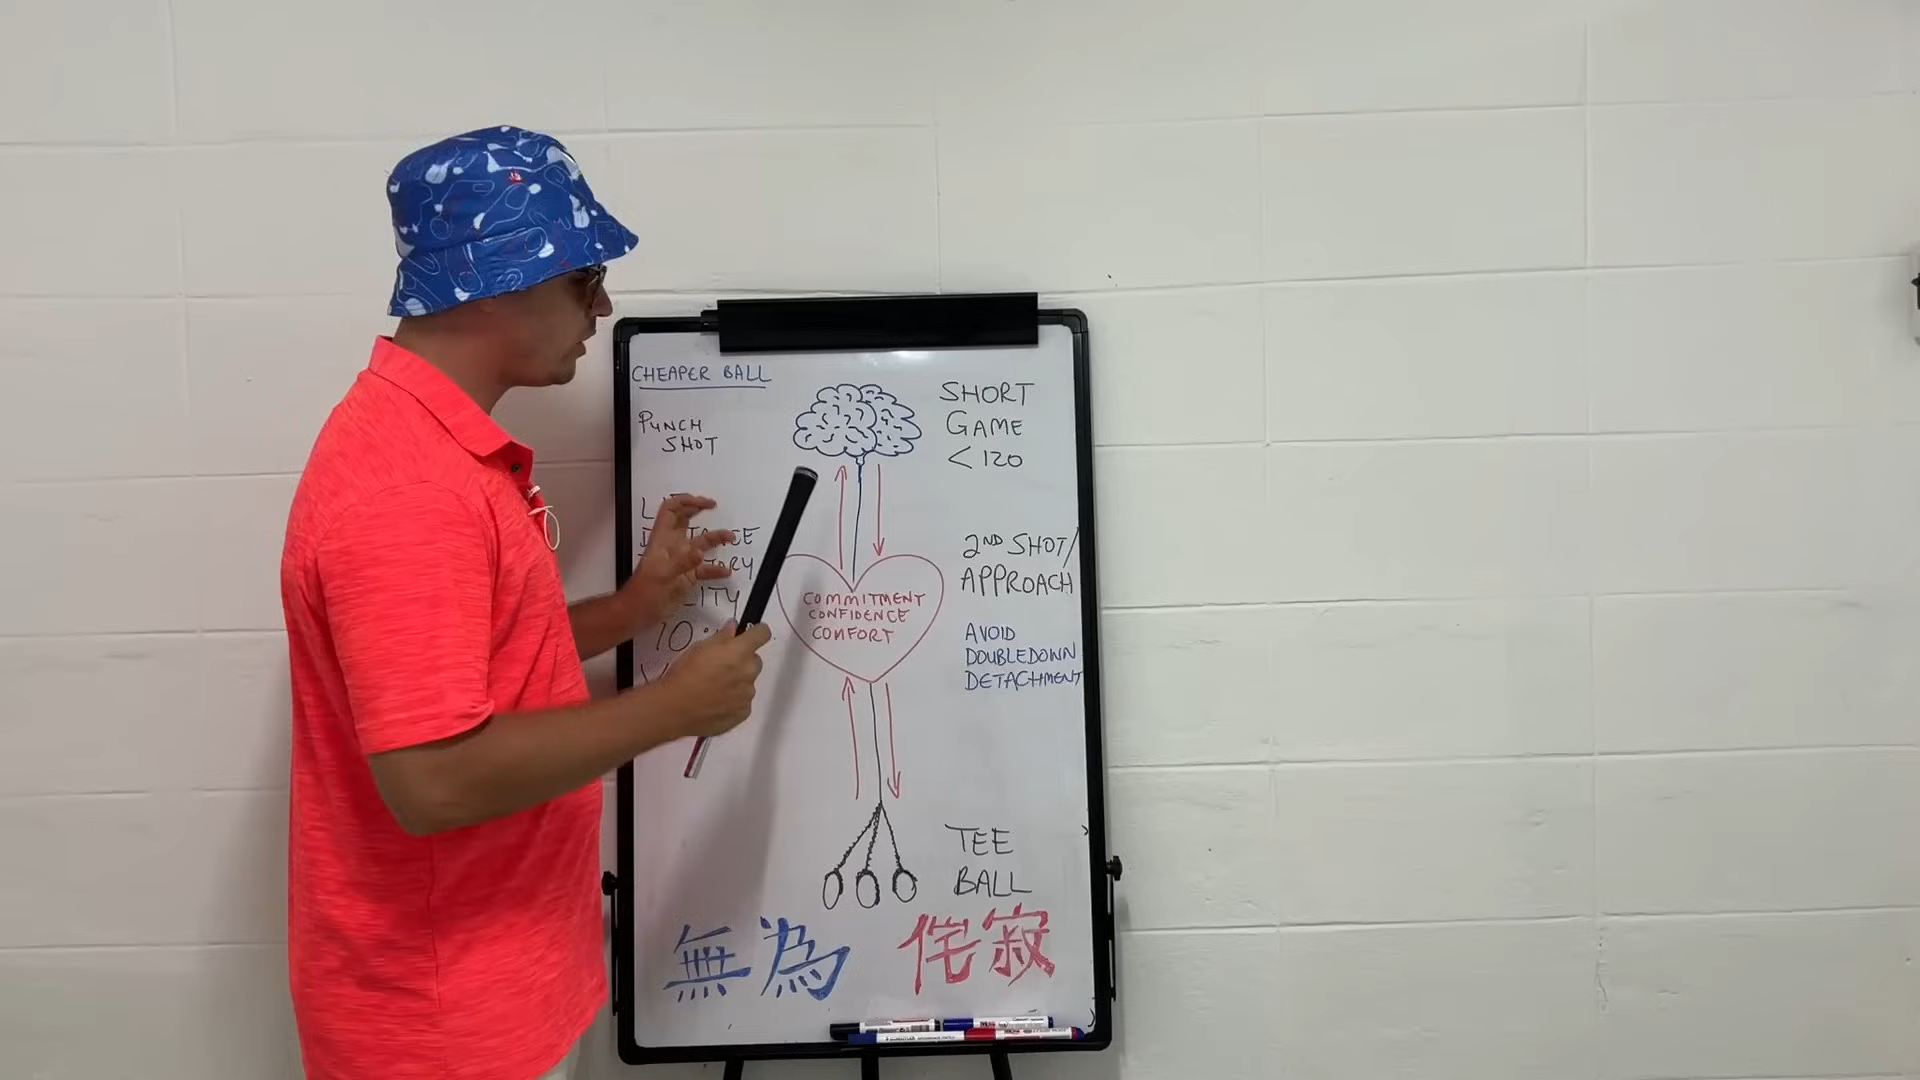 CHEAPER BALL
PUNCH
SHOT
SHORT
GAME
< 120
2ND SHOT/
APPROACH
COMMITMENT
CONFIDENCE
COMFORT
AVOID
DOUBLEDOWN
DETACHMENT
TEE
BALL
無為
侘寂